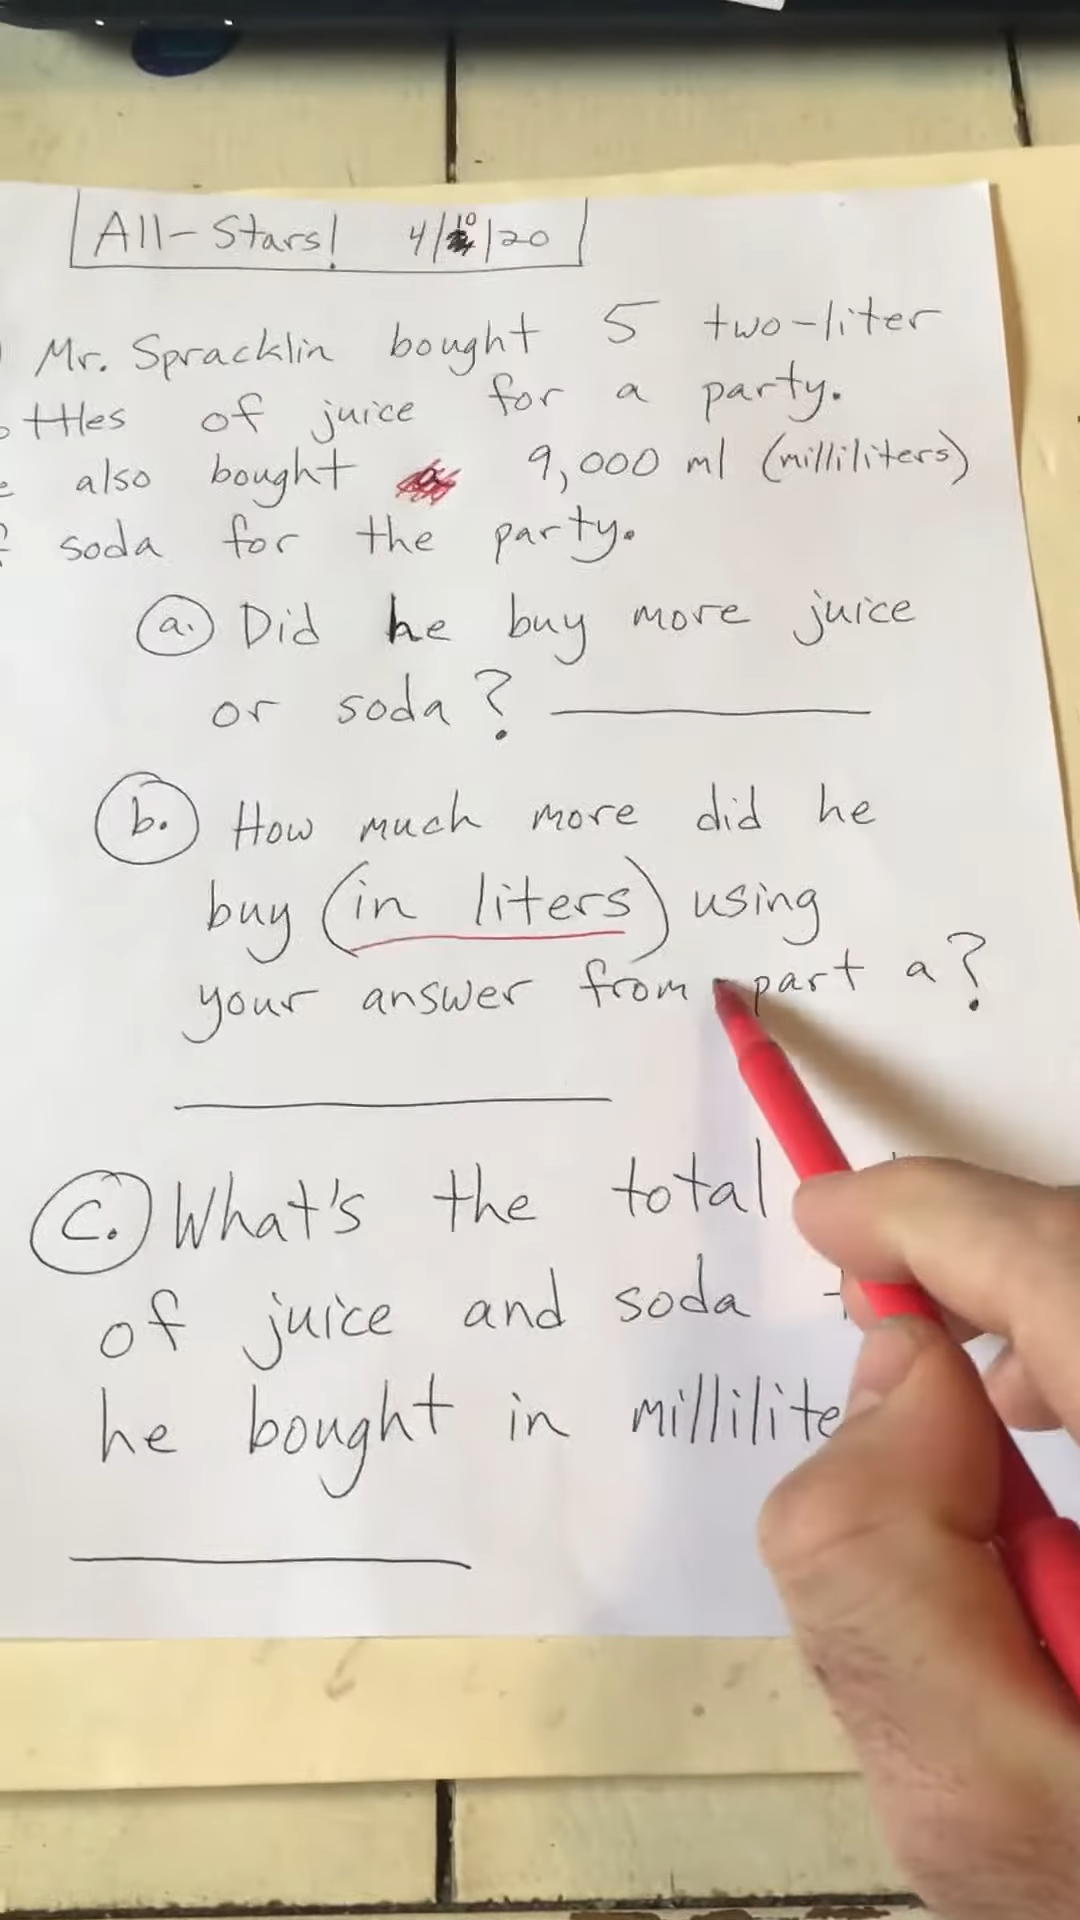 All-Stars! 4/10/20
Mr. Spracklin bought 5 two-liter
ottles of juice for a party.
e also bought 9,000 ml (milliliters)
soda for the party.
a. Did he buy more juice
or soda?
b. How much more did he
buy (in liters) using
your answer from part a?
c. What's the total
of juice and soda
he bought in millilite